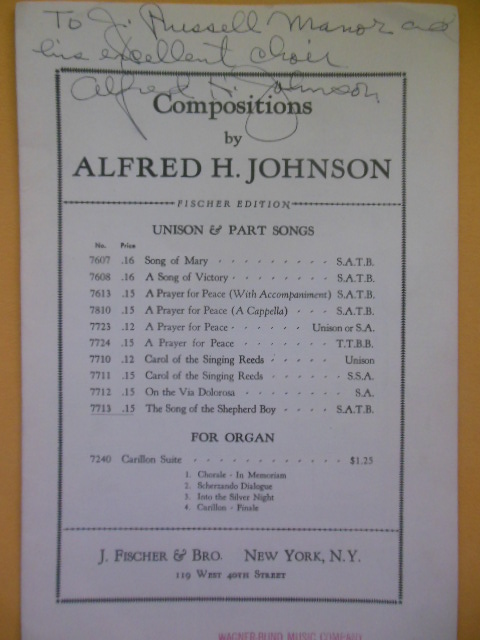 To J. Russell Manor and
his excellent choir
Alfred H. Johnson
Compositions
by
ALFRED H. JOHNSON
FISCHER EDITION
UNISON & PART SONGS
No. Price
7607 .16 Song of Mary · · · · · · · · · S.A.T.B.
7608 .16 A Song of Victory · · · · · · · · S.A.T.B.
7613 .15 A Prayer for Peace (With Accompaniment) S.A.T.B.
7810 .15 A Prayer for Peace (A Cappella) · · · S.A.T.B.
7723 .12 A Prayer for Peace · · · · · · Unison or S.A.
7724 .15 A Prayer for Peace · · · · · · · T.T.B.B.
7710 .12 Carol of the Singing Reeds · · · · · Unison
7711 .15 Carol of the Singing Reeds · · · · · S.S.A.
7712 .15 On the Via Dolorosa · · · · · · · S.A.
7713 .15 The Song of the Shepherd Boy · · · · S.A.T.B.
FOR ORGAN
7240 Carillon Suite · · · · · · · · · · · · $1.25
1. Chorale - In Memoriam
2. Scherzando Dialogue
3. Into the Silver Night
4. Carillon - Finale
J. FISCHER & BRO. NEW YORK, N.Y.
119 WEST 40TH STREET
WAGNER-BUND MUSIC COMPANY